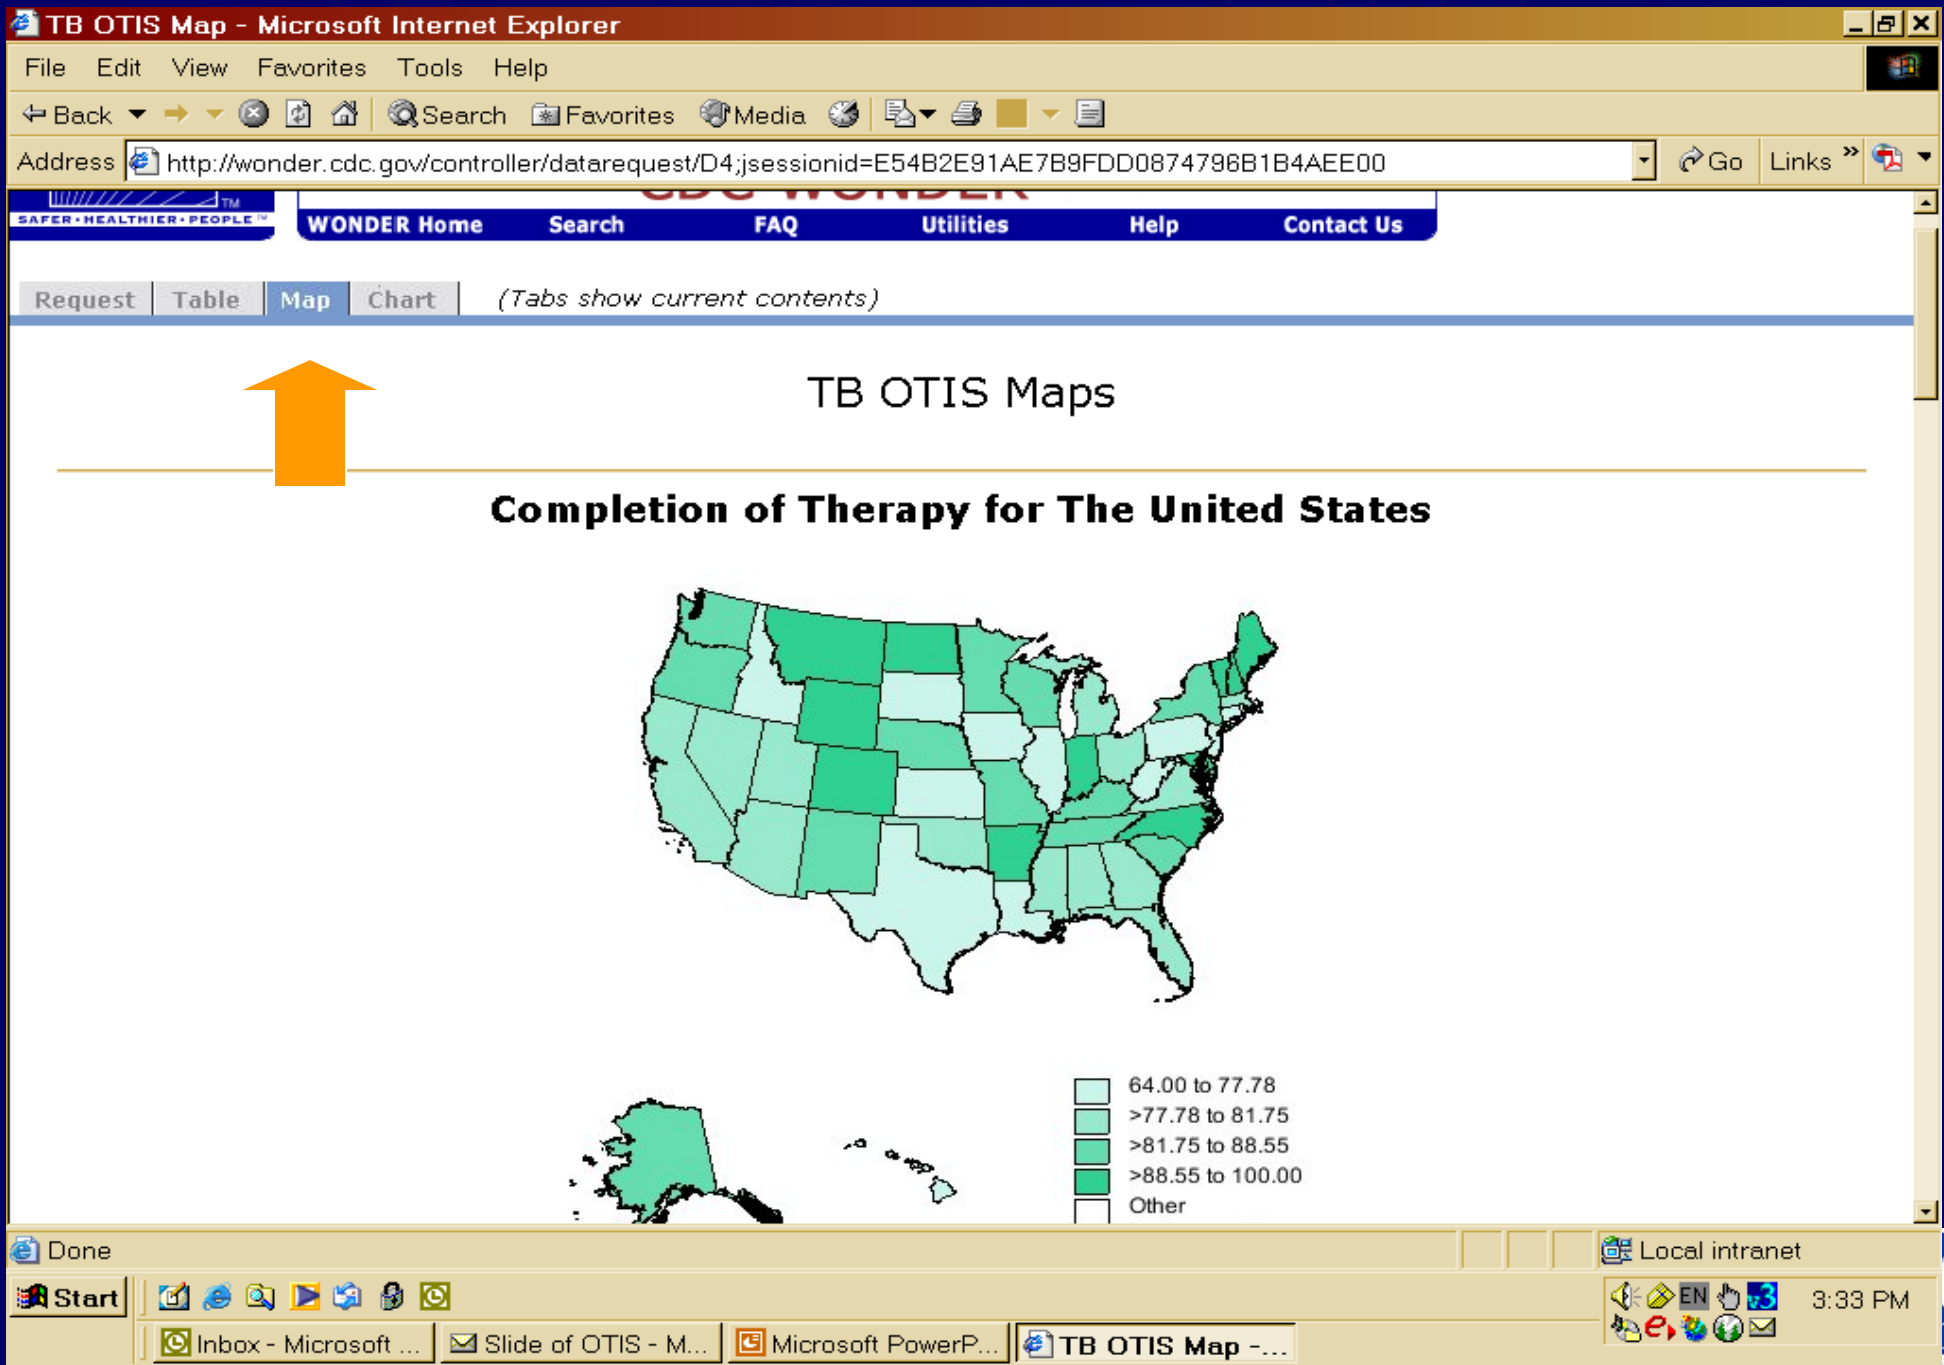 TB OTIS Map - Microsoft Internet Explorer
File Edit View Favorites Tools Help
Back Search Favorites Media
Address http://wonder.cdc.gov/controller/datarequest/D4;jsessionid=E54B2E91AE7B9FDD0874796B1B4AEE00 Go Links »
CDC WONDER
TM
SAFER • HEALTHIER • PEOPLE™
WONDER Home Search FAQ Utilities Help Contact Us
Request Table Map Chart (Tabs show current contents)
TB OTIS Maps
Completion of Therapy for The United States
64.00 to 77.78
>77.78 to 81.75
>81.75 to 88.55
>88.55 to 100.00
Other
Done Local intranet
Start EN 3:33 PM
Inbox - Microsoft ... Slide of OTIS - M... Microsoft PowerP... TB OTIS Map -...